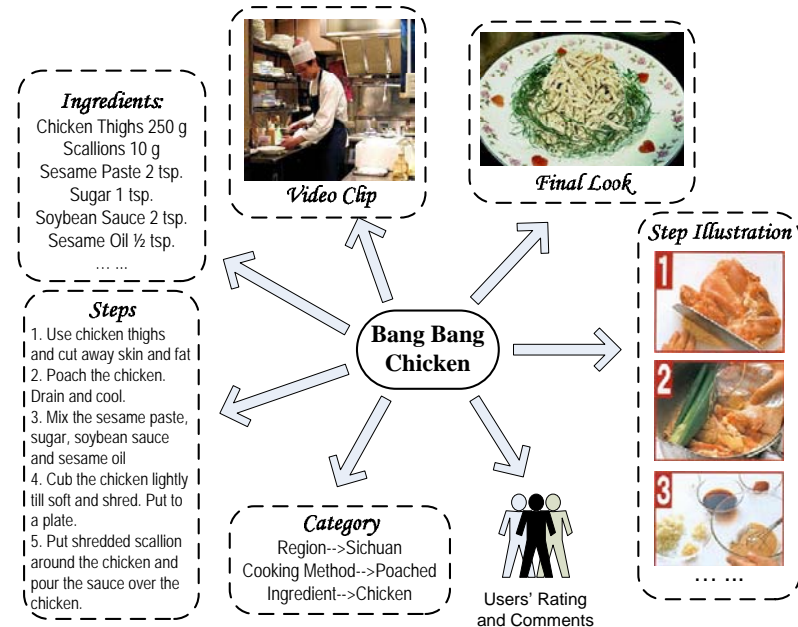 Ingredients:
Chicken Thighs 250 g
Scallions 10 g
Sesame Paste 2 tsp.
Sugar 1 tsp.
Soybean Sauce 2 tsp.
Sesame Oil ½ tsp.
... ...
Video Clip
Final Look
Step Illustration
1
2
3
... ...
Bang Bang
Chicken
Steps
1. Use chicken thighs
and cut away skin and fat
2. Poach the chicken.
Drain and cool.
3. Mix the sesame paste,
sugar, soybean sauce
and sesame oil
4. Cub the chicken lightly
till soft and shred. Put to
a plate.
5. Put shredded scallion
around the chicken and
pour the sauce over the
chicken.
Category
Region-->Sichuan
Cooking Method-->Poached
Ingredient-->Chicken
Users' Rating
and Comments